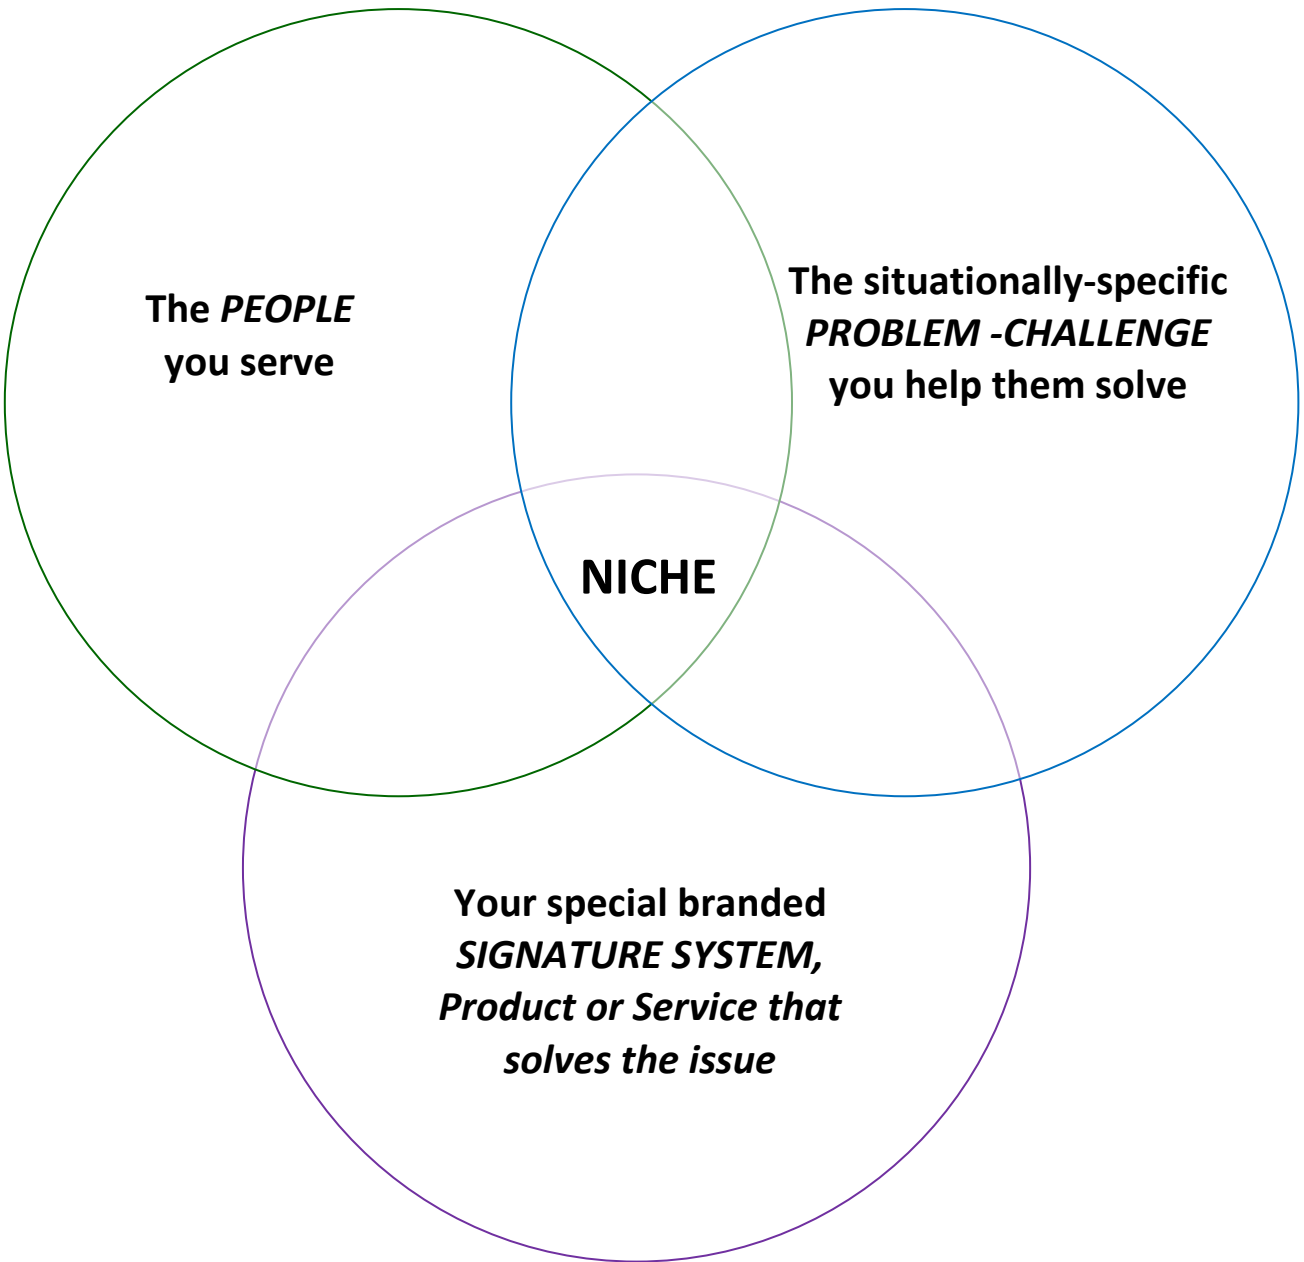 The PEOPLE
you serve
The situationally-specific
PROBLEM -CHALLENGE
you help them solve
NICHE
Your special branded
SIGNATURE SYSTEM,
Product or Service that
solves the issue